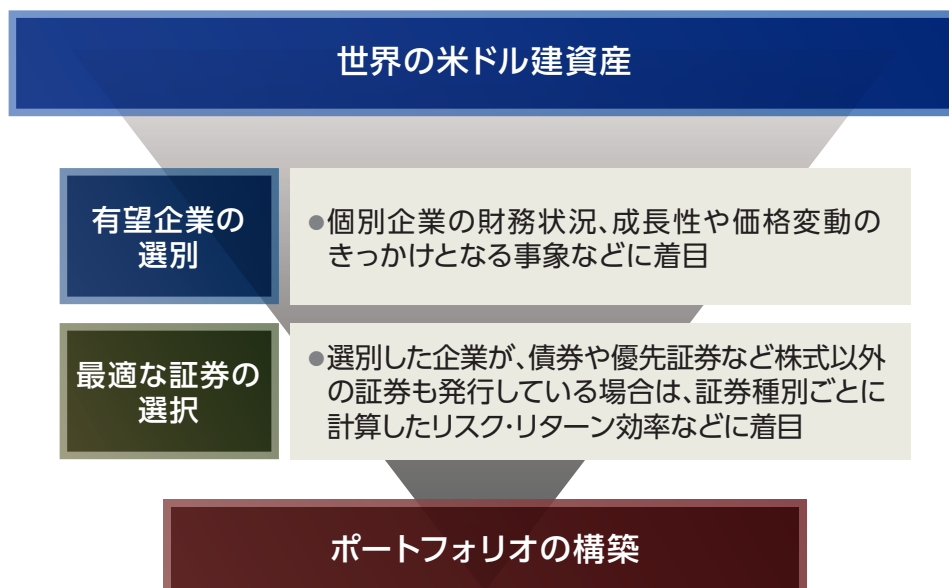 世界の米ドル建資産
有望企業の
選別
●個別企業の財務状況、成長性や価格変動の
きっかけとなる事象などに着目
最適な証券の
選択
●選別した企業が、債券や優先証券など株式以外
の証券も発行している場合は、証券種別ごとに
計算したリスク・リターン効率などに着目
ポートフォリオの構築